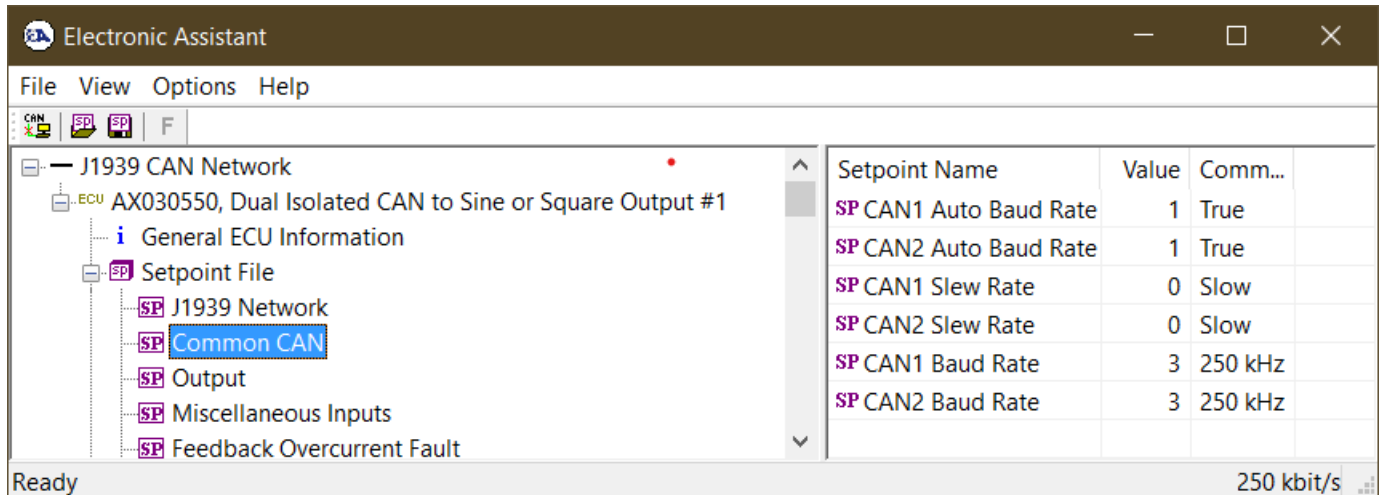 Electronic Assistant
File View Options Help
CAN SP SP F
J1939 CAN Network
ECU AX030550, Dual Isolated CAN to Sine or Square Output #1
i General ECU Information
SP Setpoint File
SP J1939 Network
SP Common CAN
SP Output
SP Miscellaneous Inputs
SP Feedback Overcurrent Fault
Setpoint Name Value Comm...
SP CAN1 Auto Baud Rate 1 True
SP CAN2 Auto Baud Rate 1 True
SP CAN1 Slew Rate 0 Slow
SP CAN2 Slew Rate 0 Slow
SP CAN1 Baud Rate 3 250 kHz
SP CAN2 Baud Rate 3 250 kHz
Ready 250 kbit/s